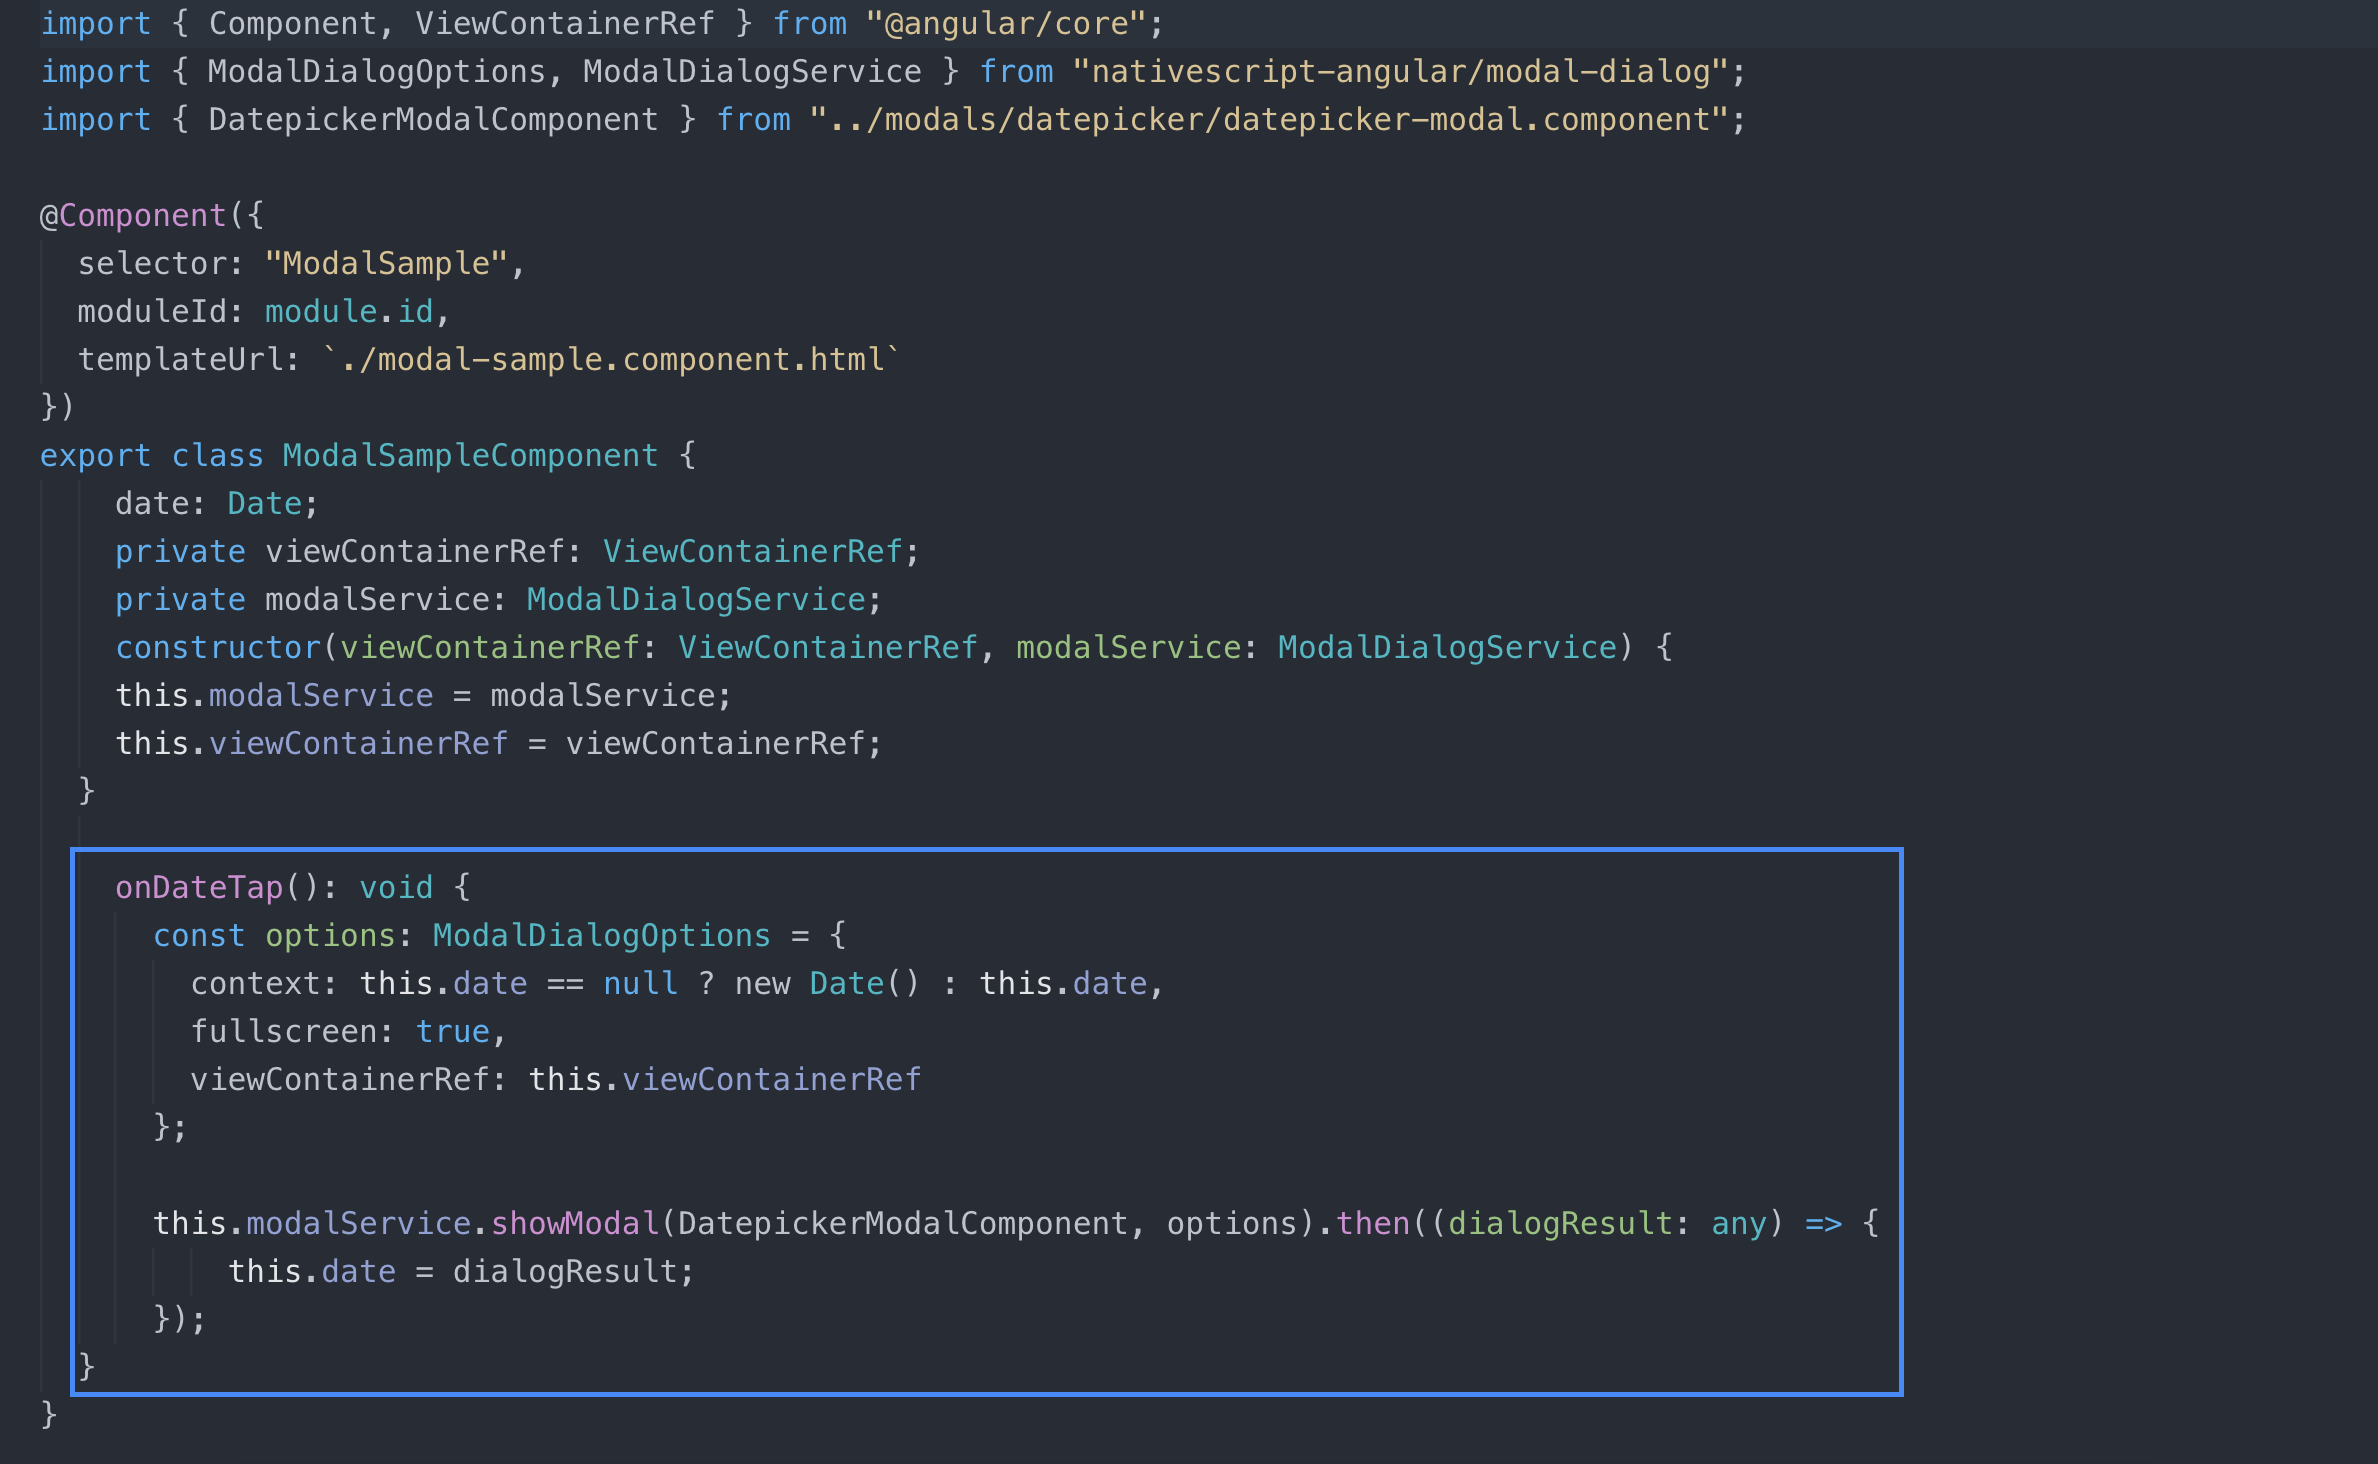 import { Component, ViewContainerRef } from "@angular/core";
import { ModalDialogOptions, ModalDialogService } from "nativescript-angular/modal-dialog";
import { DatepickerModalComponent } from "../modals/datepicker/datepicker-modal.component";
@Component({
  selector: "ModalSample",
  moduleId: module.id,
  templateUrl: `./modal-sample.component.html`
})
export class ModalSampleComponent {
    date: Date;
    private viewContainerRef: ViewContainerRef;
    private modalService: ModalDialogService;
    constructor(viewContainerRef: ViewContainerRef, modalService: ModalDialogService) {
    this.modalService = modalService;
    this.viewContainerRef = viewContainerRef;
  }
    onDateTap(): void {
      const options: ModalDialogOptions = {
        context: this.date == null ? new Date() : this.date,
        fullscreen: true,
        viewContainerRef: this.viewContainerRef
      };
      this.modalService.showModal(DatepickerModalComponent, options).then((dialogResult: any) => {
          this.date = dialogResult;
      });
  }
}